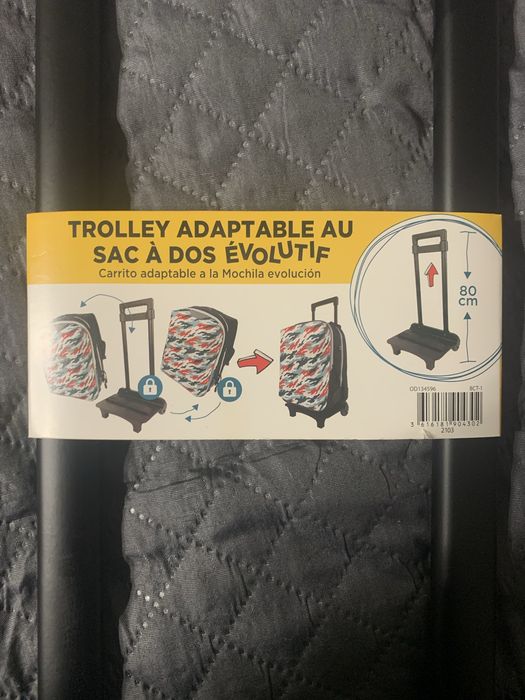 TROLLEY ADAPTABLE AU
SAC À DOS ÉVOLUTIF
Carrito adaptable a la Mochila evolución
80
cm
OD134596 8CT-1
3 616181 904302
2103